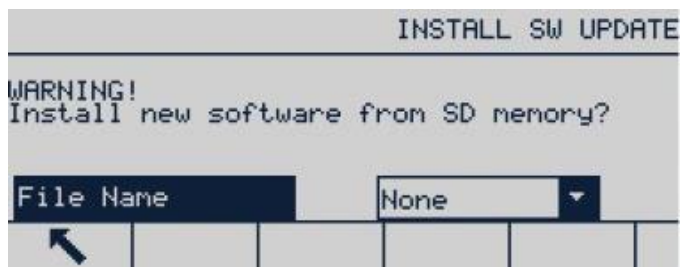 INSTALL SW UPDATE
WARNING!
Install new software from SD memory?
File Name
None